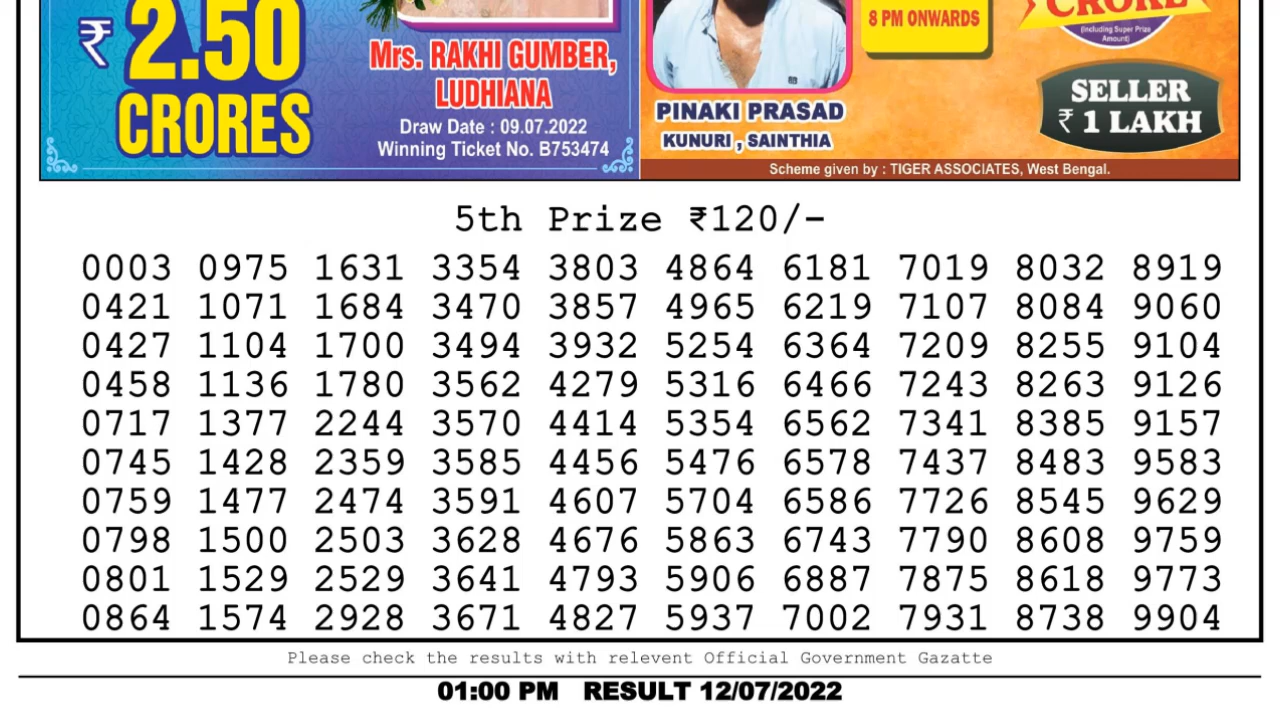 ₹ 2.50
CRORES
Mrs. RAKHI GUMBER,
LUDHIANA
Draw Date : 09.07.2022
Winning Ticket No. B753474
PINAKI PRASAD
KUNURI , SAINTHIA
8 PM ONWARDS
CRORE
(Including Super Prize
Amount)
SELLER
₹ 1 LAKH
Scheme given by : TIGER ASSOCIATES, West Bengal.
5th Prize ₹120/-
0003 0975 1631 3354 3803 4864 6181 7019 8032 8919
0421 1071 1684 3470 3857 4965 6219 7107 8084 9060
0427 1104 1700 3494 3932 5254 6364 7209 8255 9104
0458 1136 1780 3562 4279 5316 6466 7243 8263 9126
0717 1377 2244 3570 4414 5354 6562 7341 8385 9157
0745 1428 2359 3585 4456 5476 6578 7437 8483 9583
0759 1477 2474 3591 4607 5704 6586 7726 8545 9629
0798 1500 2503 3628 4676 5863 6743 7790 8608 9759
0801 1529 2529 3641 4793 5906 6887 7875 8618 9773
0864 1574 2928 3671 4827 5937 7002 7931 8738 9904
Please check the results with relevent Official Government Gazatte
01:00 PM RESULT 12/07/2022